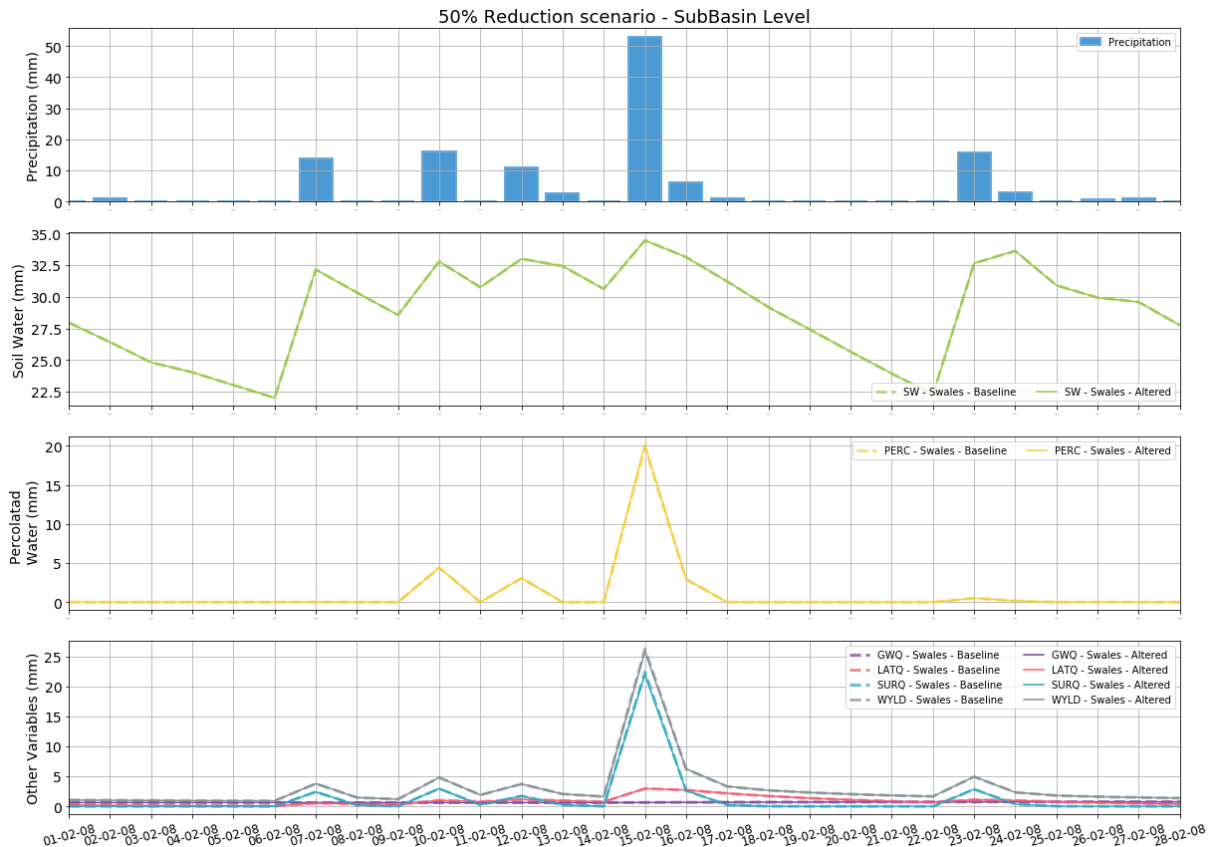 50% Reduction scenario - SubBasin Level
Precipitation (mm)
50
40
30
20
10
0
Precipitation
Soil Water (mm)
35.0
32.5
30.0
27.5
25.0
22.5
SW - Swales - Baseline SW - Swales - Altered
Percolatad
Water (mm)
20
15
10
5
0
PERC - Swales - Baseline PERC - Swales - Altered
Other Variables (mm)
25
20
15
10
5
0
GWQ - Swales - Baseline GWQ - Swales - Altered
LATQ - Swales - Baseline LATQ - Swales - Altered
SURQ - Swales - Baseline SURQ - Swales - Altered
WYLD - Swales - Baseline WYLD - Swales - Altered
01-02-08 02-02-08 03-02-08 04-02-08 05-02-08 06-02-08 07-02-08 08-02-08 09-02-08 10-02-08 11-02-08 12-02-08 13-02-08 14-02-08 15-02-08 16-02-08 17-02-08 18-02-08 19-02-08 20-02-08 21-02-08 22-02-08 23-02-08 24-02-08 25-02-08 26-02-08 27-02-08 28-02-08